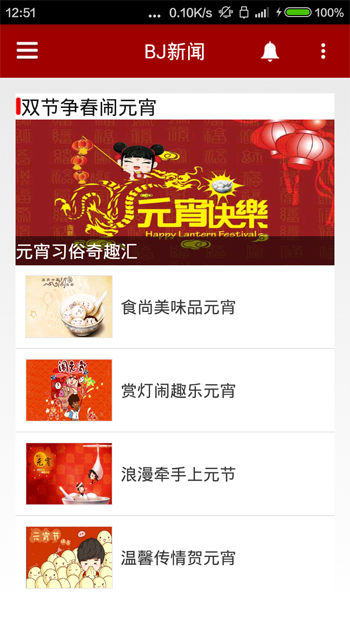 12:51
... 0.10K/s 100%
BJ新闻
双节争春闹元宵
元宵快樂
Happy Lantern Festival
元宵习俗奇趣汇
食尚美味品元宵
赏灯闹趣乐元宵
浪漫牵手上元节
元宵节
温馨传情贺元宵